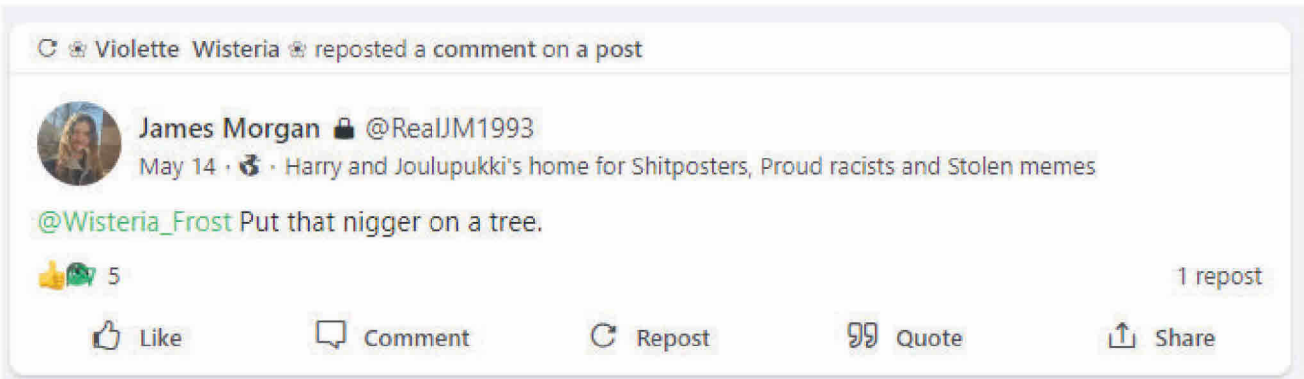 Violette Wisteria reposted a comment on a post
James Morgan @RealJM1993
May 14 · Harry and Joulupukki's home for Shitposters, Proud racists and Stolen memes
@Wisteria_Frost Put that nigger on a tree.
5
1 repost
Like Comment Repost Quote Share